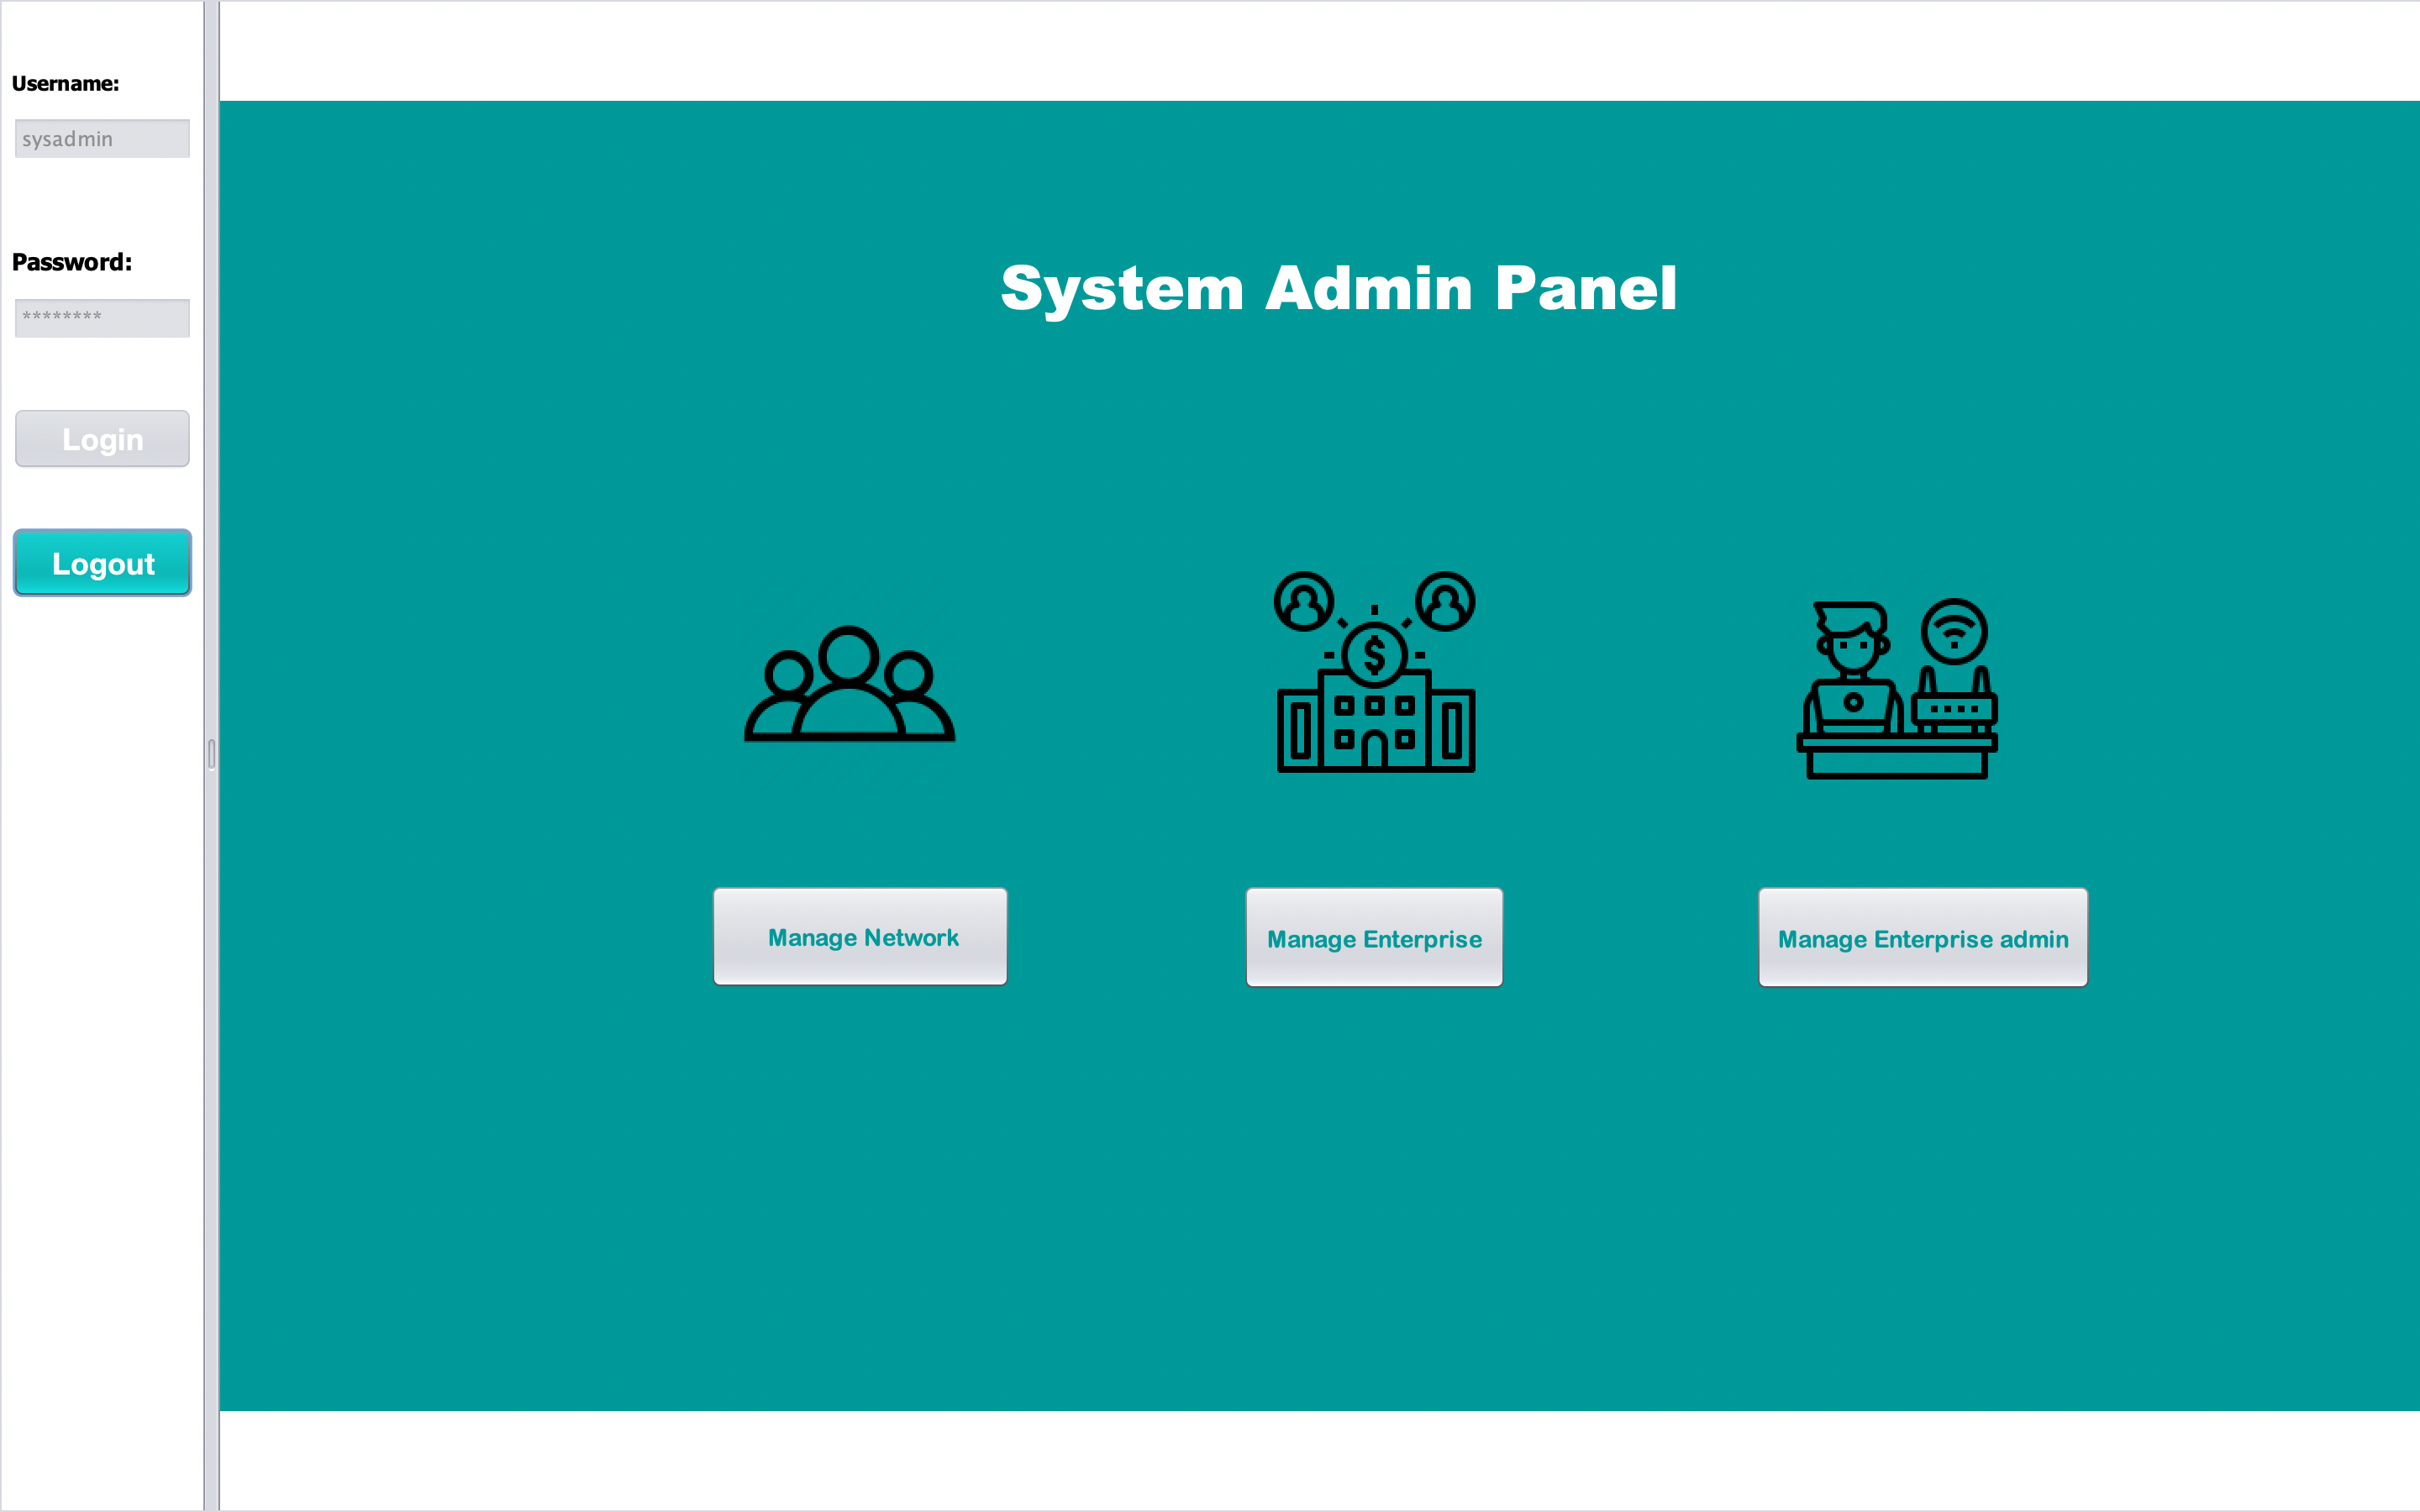 Username:
sysadmin
Password:
********
Login
Logout
System Admin Panel
$
Manage Network
Manage Enterprise
Manage Enterprise admin